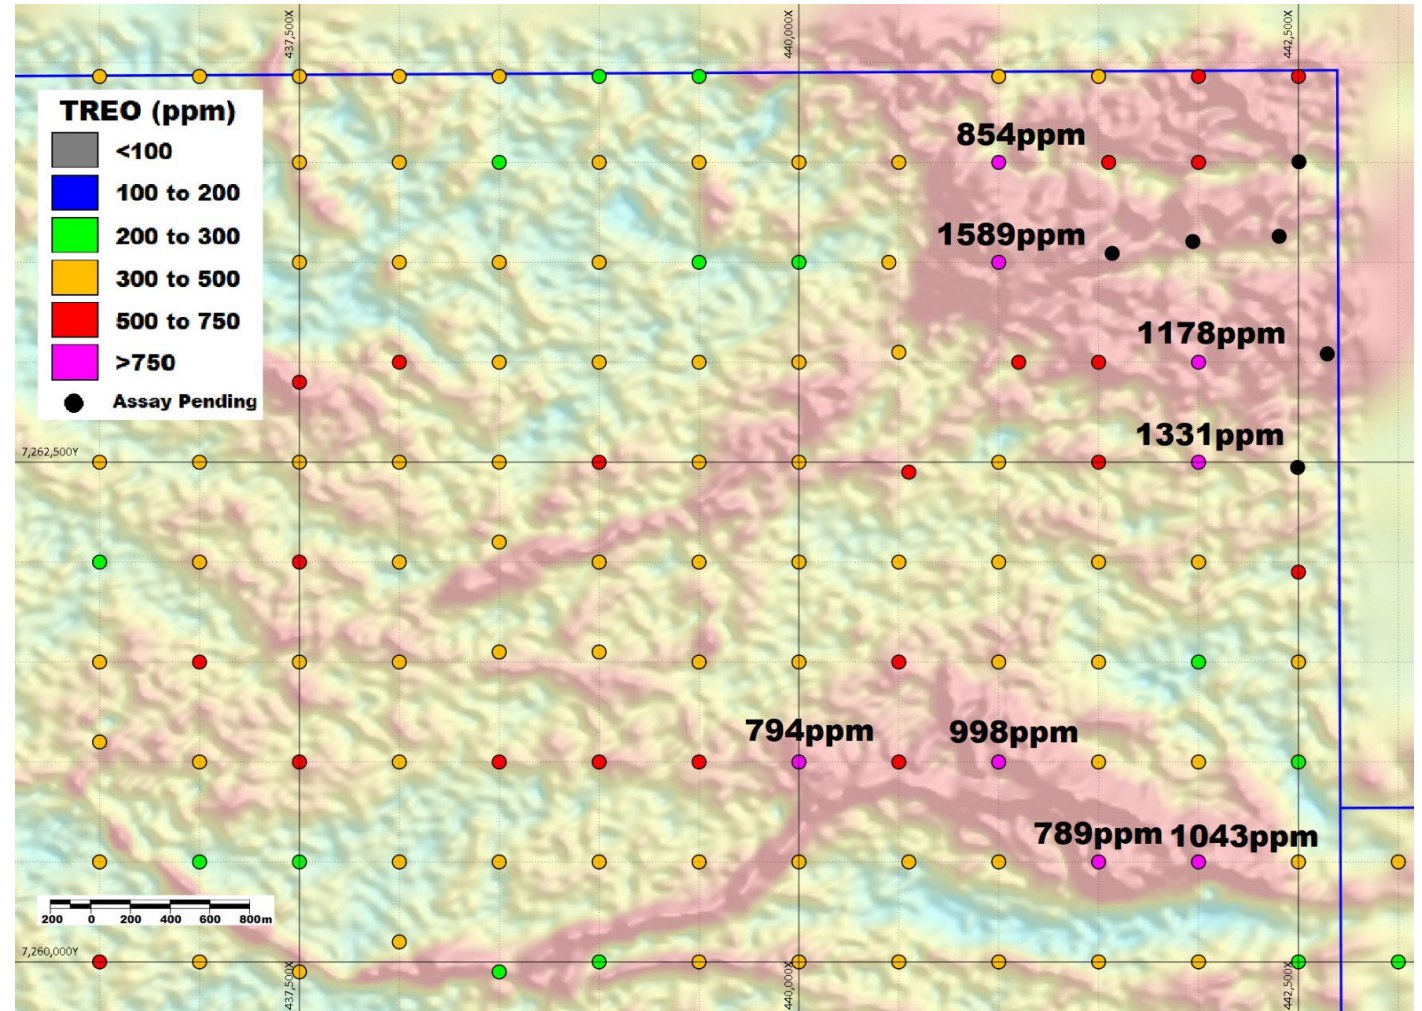 437,500X
440,000X
442,500X
TREO (ppm)
<100
100 to 200
200 to 300
300 to 500
500 to 750
>750
Assay Pending
854ppm
1589ppm
1178ppm
1331ppm
7,262,500Y
794ppm
998ppm
789ppm
1043ppm
200 0 200 400 600 800m
7,260,000Y
437,500X
440,000X
442,500X